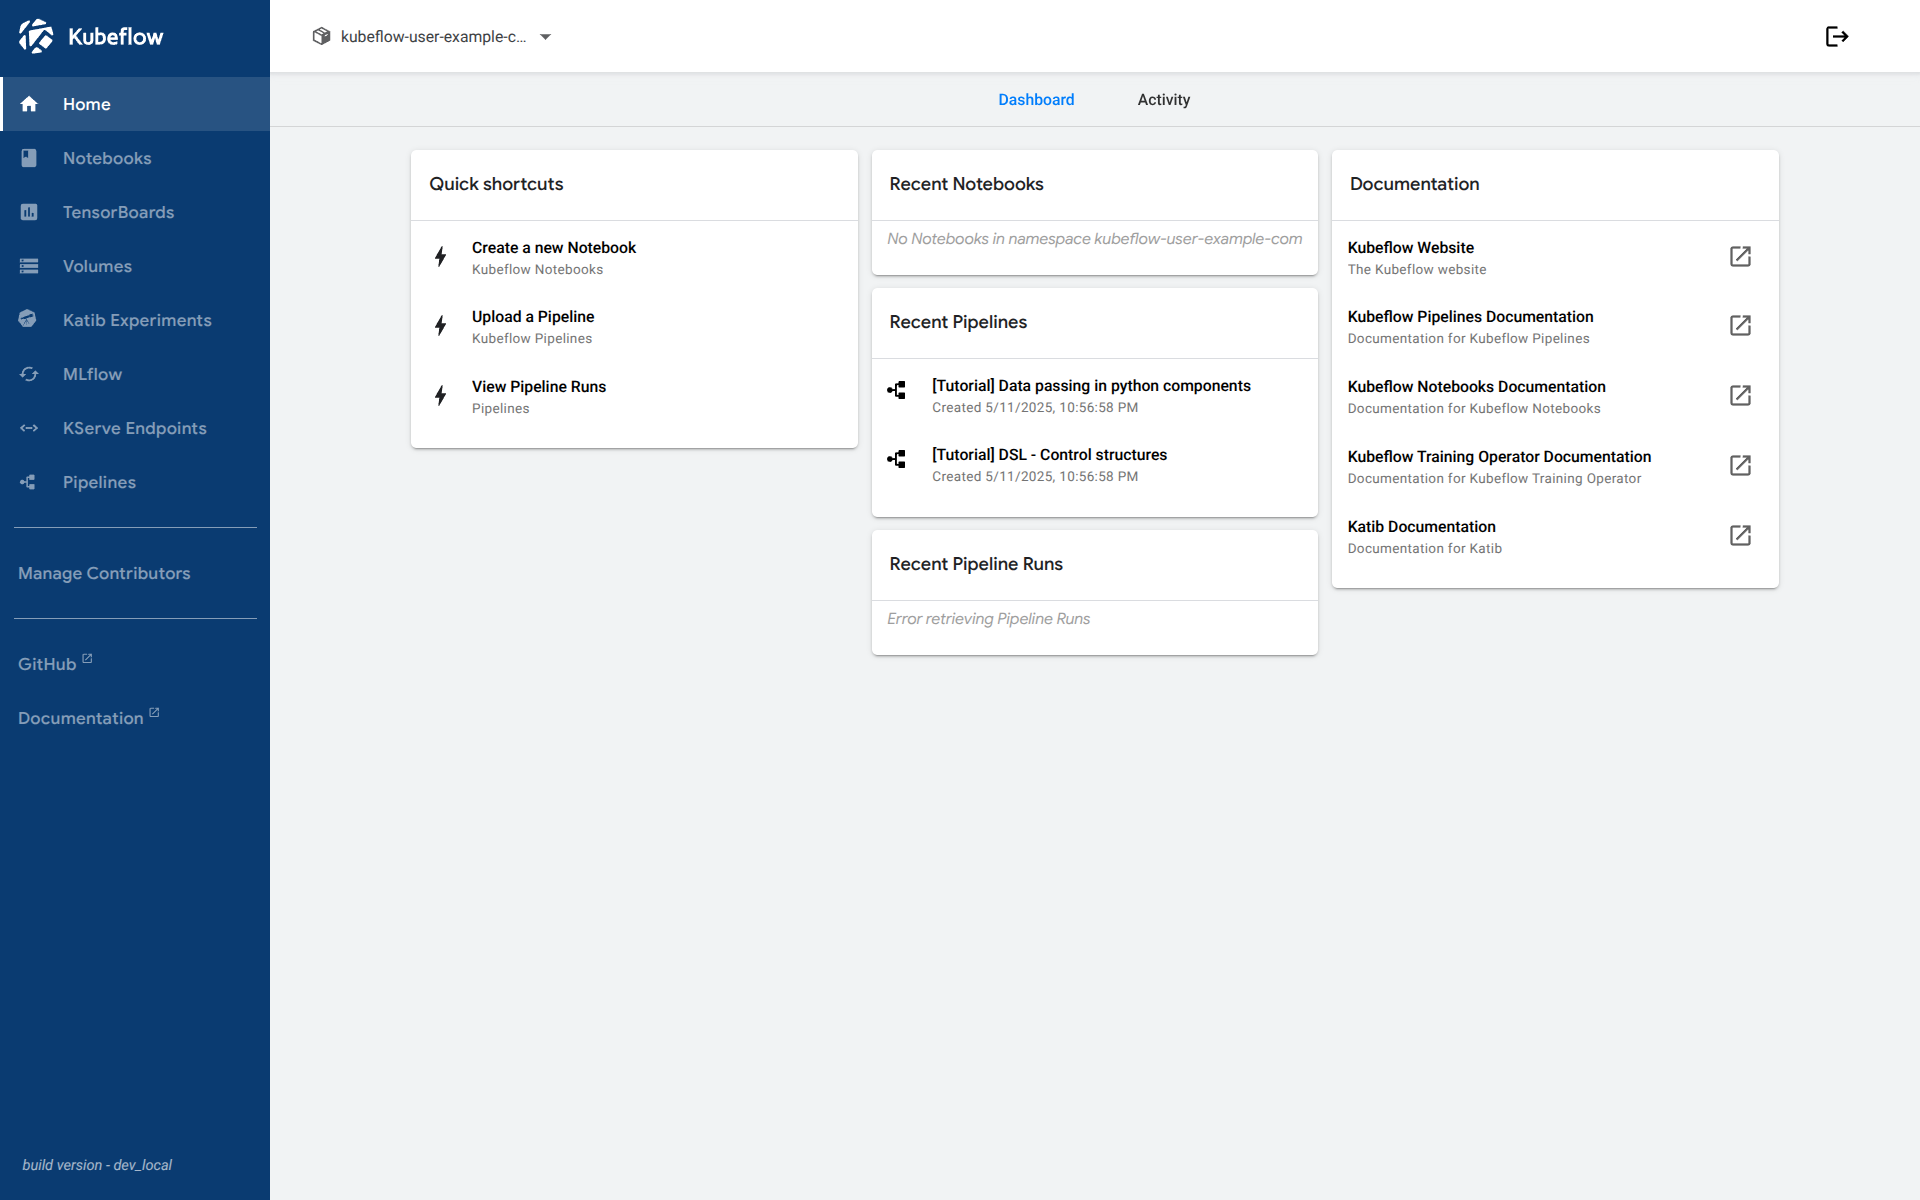 Kubeflow
kubeflow-user-example-c...
Home
Notebooks
TensorBoards
Volumes
Katib Experiments
MLflow
KServe Endpoints
Pipelines
Manage Contributors
GitHub
Documentation
build version - dev_local
Dashboard
Activity
Quick shortcuts
Create a new Notebook
Kubeflow Notebooks
Upload a Pipeline
Kubeflow Pipelines
View Pipeline Runs
Pipelines
Recent Notebooks
No Notebooks in namespace kubeflow-user-example-com
Recent Pipelines
[Tutorial] Data passing in python components
Created 5/11/2025, 10:56:58 PM
[Tutorial] DSL - Control structures
Created 5/11/2025, 10:56:58 PM
Recent Pipeline Runs
Error retrieving Pipeline Runs
Documentation
Kubeflow Website
The Kubeflow website
Kubeflow Pipelines Documentation
Documentation for Kubeflow Pipelines
Kubeflow Notebooks Documentation
Documentation for Kubeflow Notebooks
Kubeflow Training Operator Documentation
Documentation for Kubeflow Training Operator
Katib Documentation
Documentation for Katib